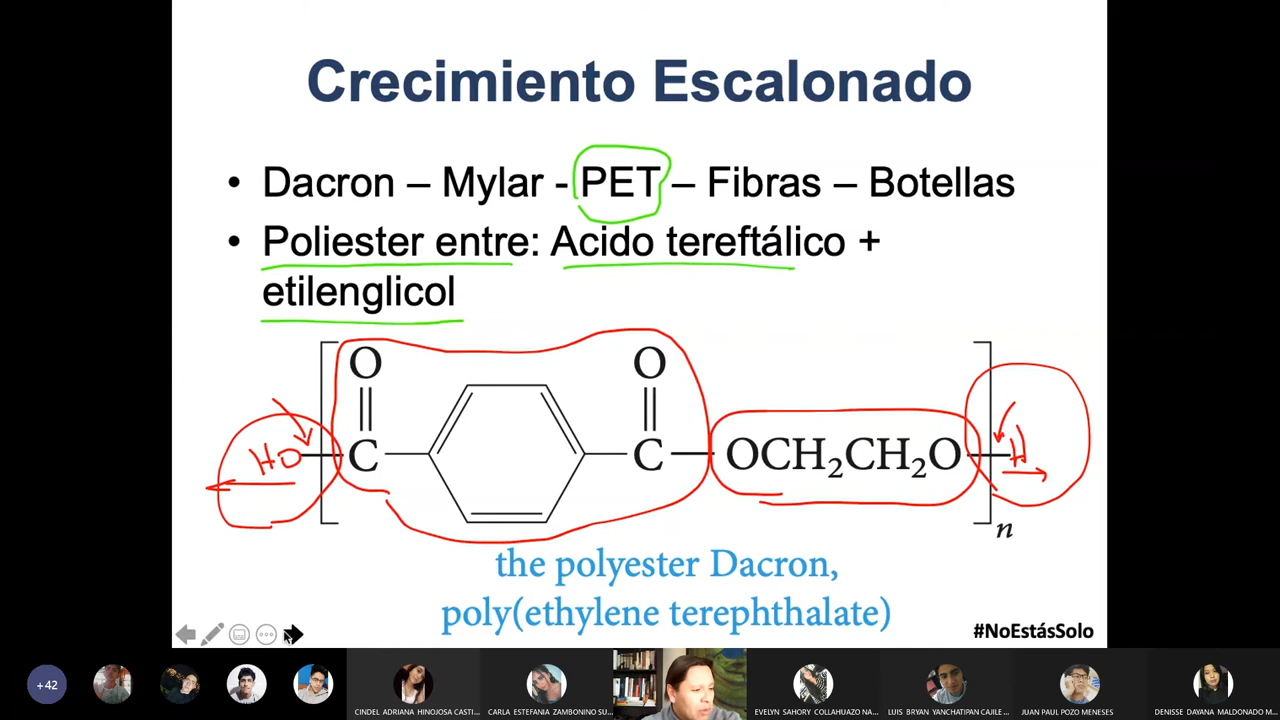 Crecimiento Escalonado
• Dacron – Mylar - PET – Fibras – Botellas
• Poliester entre: Acido tereftálico +
etilenglicol
O O
HO C C OCH₂CH₂O H
n
the polyester Dacron,
poly(ethylene terephthalate)
#NoEstásSolo
+42
CINDEL ADRIANA HINOJOSA CASTI...
CARLA ESTEFANIA ZAMBONINO SU...
EVELYN SAHORY COLLAHUAZO NA...
LUIS BRYAN YANCHATIPAN CAJILE...
JUAN PAUL POZO MENESES
DENISSE DAYANA MALDONADO M...